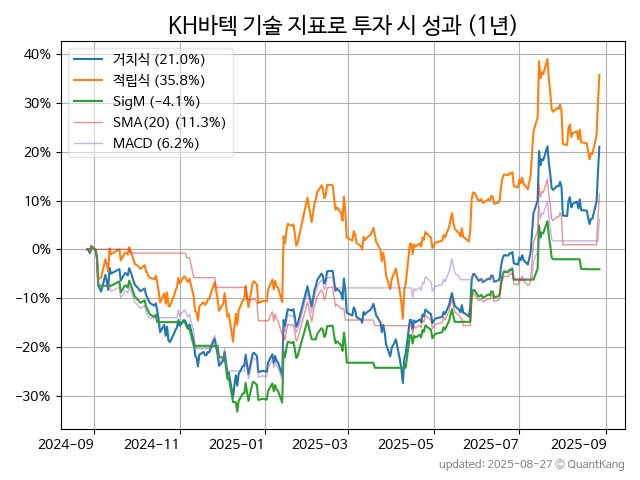 KH바텍 기술 지표로 투자 시 성과 (1년)
거치식 (21.0%)
적립식 (35.8%)
SigM (−4.1%)
SMA(20) (11.3%)
MACD (6.2%)
40%
30%
20%
10%
0%
−10%
−20%
−30%
2024-09 2024-11 2025-01 2025-03 2025-05 2025-07 2025-09
updated: 2025-08-27 © QuantKang